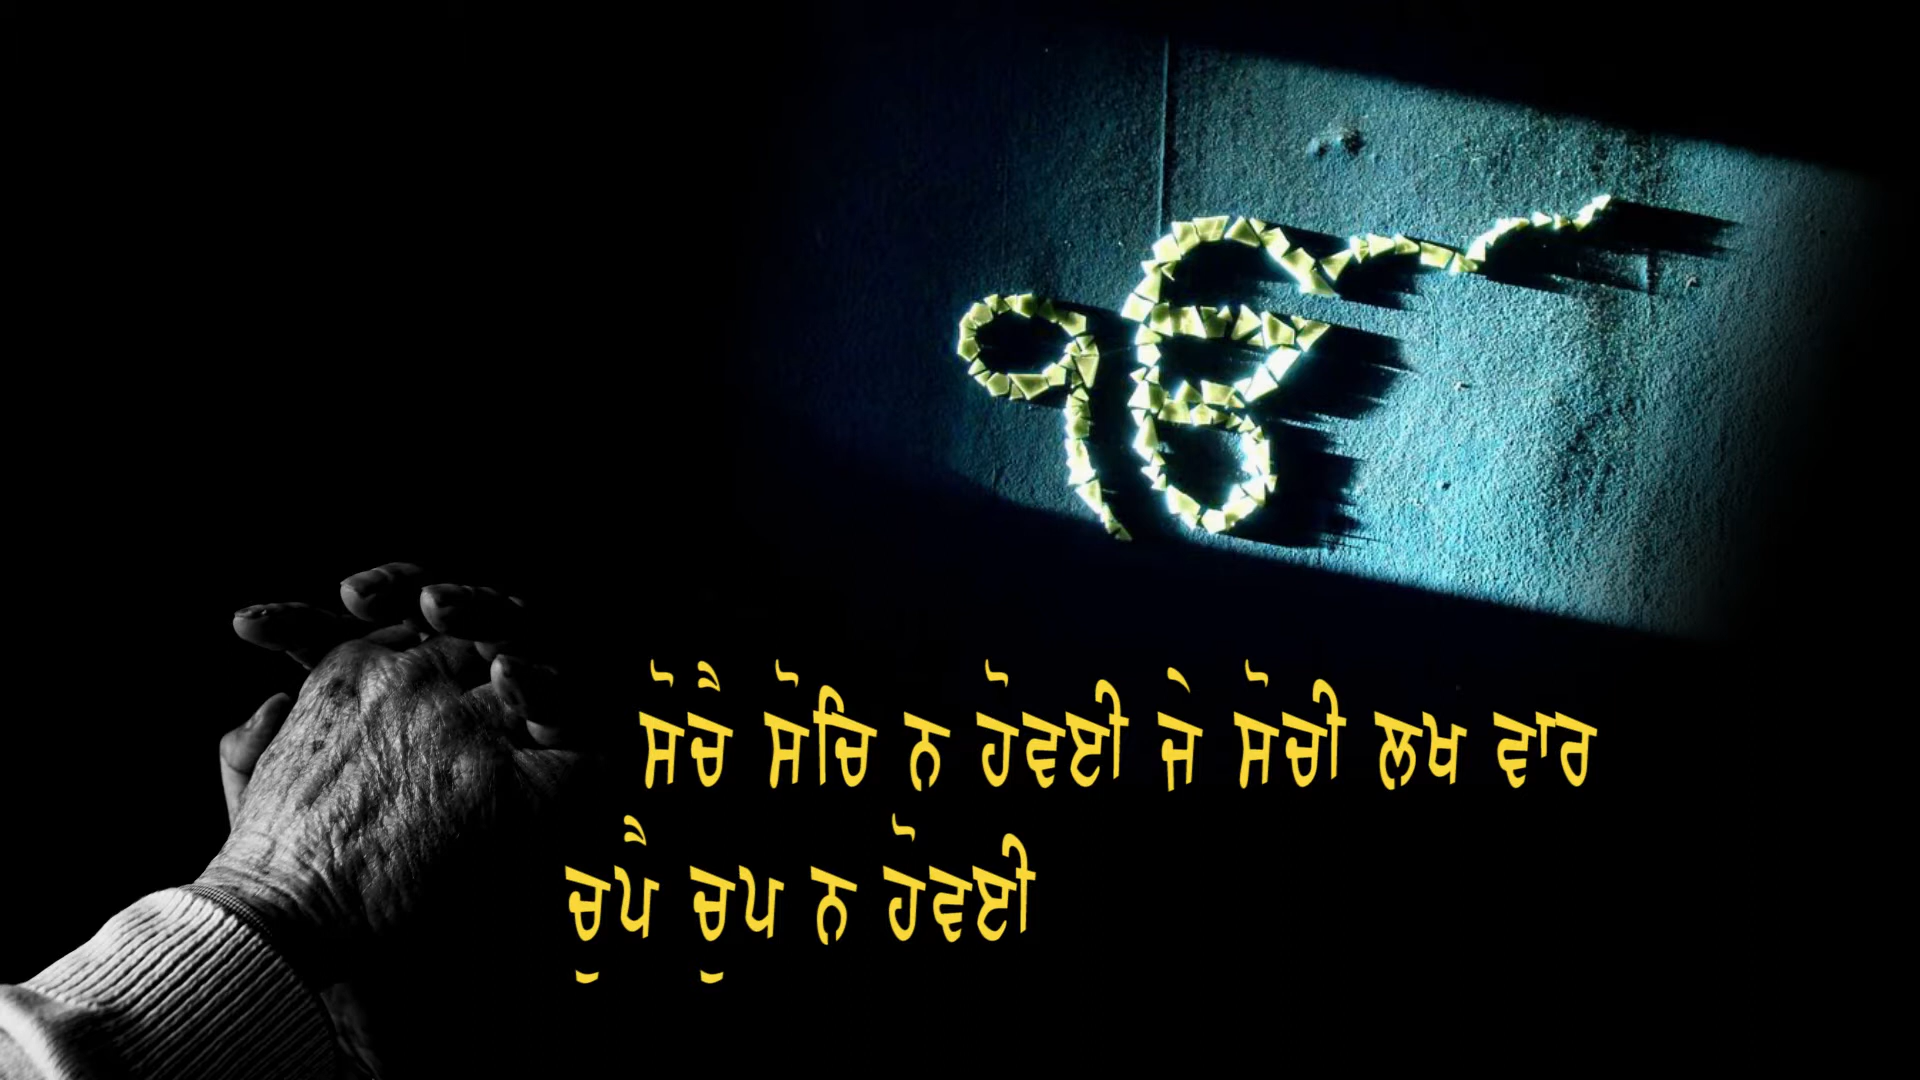 ੴ
ਸੋਚੈ ਸੋਚਿ ਨ ਹੋਵਈ ਜੇ ਸੋਚੀ ਲਖ ਵਾਰ
ਚੁਪੈ ਚੁਪ ਨ ਹੋਵਈ